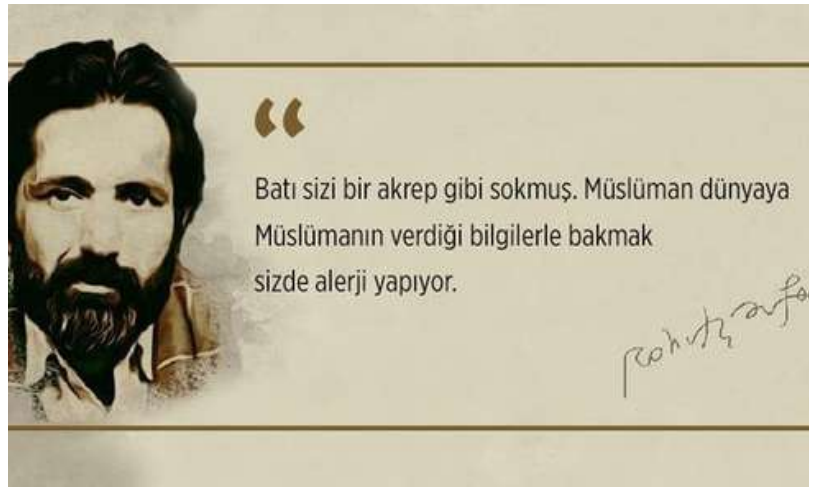 Batı sizi bir akrep gibi sokmuş. Müslüman dünyaya
Müslümanın verdiği bilgilerle bakmak
sizde alerji yapıyor.